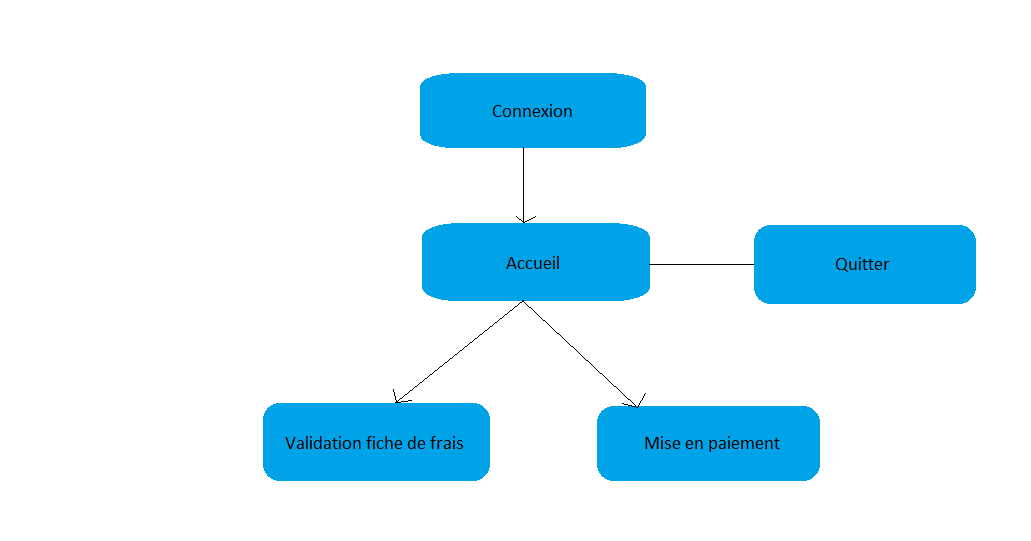 Connexion
Accueil
Quitter
Validation fiche de frais
Mise en paiement